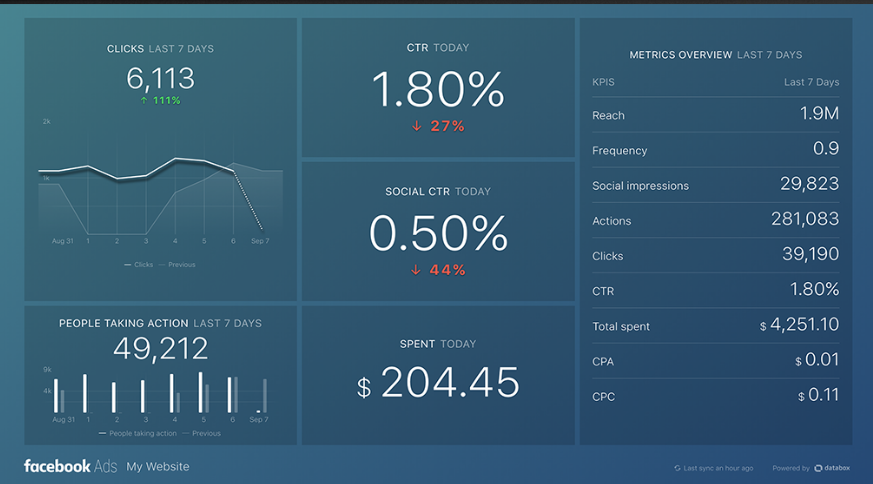 CLICKS LAST 7 DAYS
6,113
↑ 111%
2k
1k
Aug 31 1 2 3 4 5 6 Sep 7
Clicks Previous
PEOPLE TAKING ACTION LAST 7 DAYS
49,212
9k
4k
Aug 31 1 2 3 4 5 6 Sep 7
People taking action Previous
CTR TODAY
1.80%
↓ 27%
SOCIAL CTR TODAY
0.50%
↓ 44%
SPENT TODAY
$ 204.45
METRICS OVERVIEW LAST 7 DAYS
KPIS Last 7 Days
Reach 1.9M
Frequency 0.9
Social impressions 29,823
Actions 281,083
Clicks 39,190
CTR 1.80%
Total spent $ 4,251.10
CPA $ 0.01
CPC $ 0.11
facebook Ads My Website
Last sync an hour ago Powered by databox